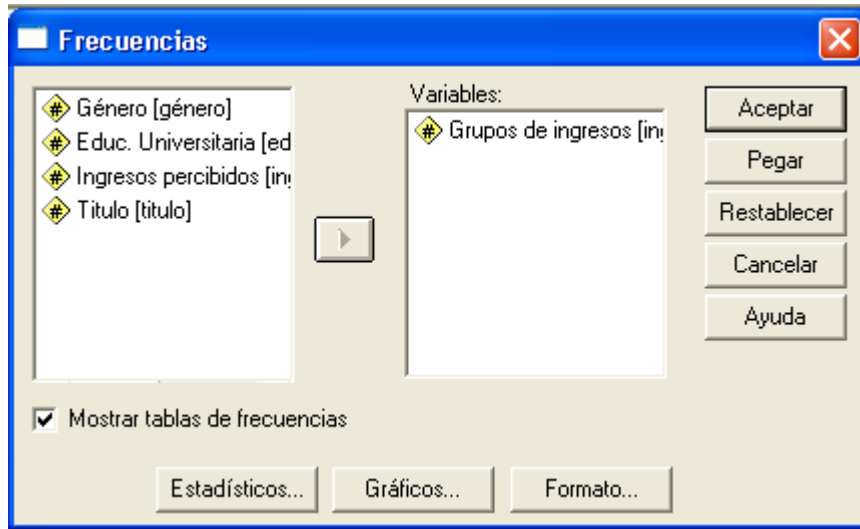 Frecuencias
Género [género]
Educ. Universitaria [ed
Ingresos percibidos [in
Titulo [titulo]
Variables:
Grupos de ingresos [in
Aceptar
Pegar
Restablecer
Cancelar
Ayuda
Mostrar tablas de frecuencias
Estadísticos...
Gráficos...
Formato...